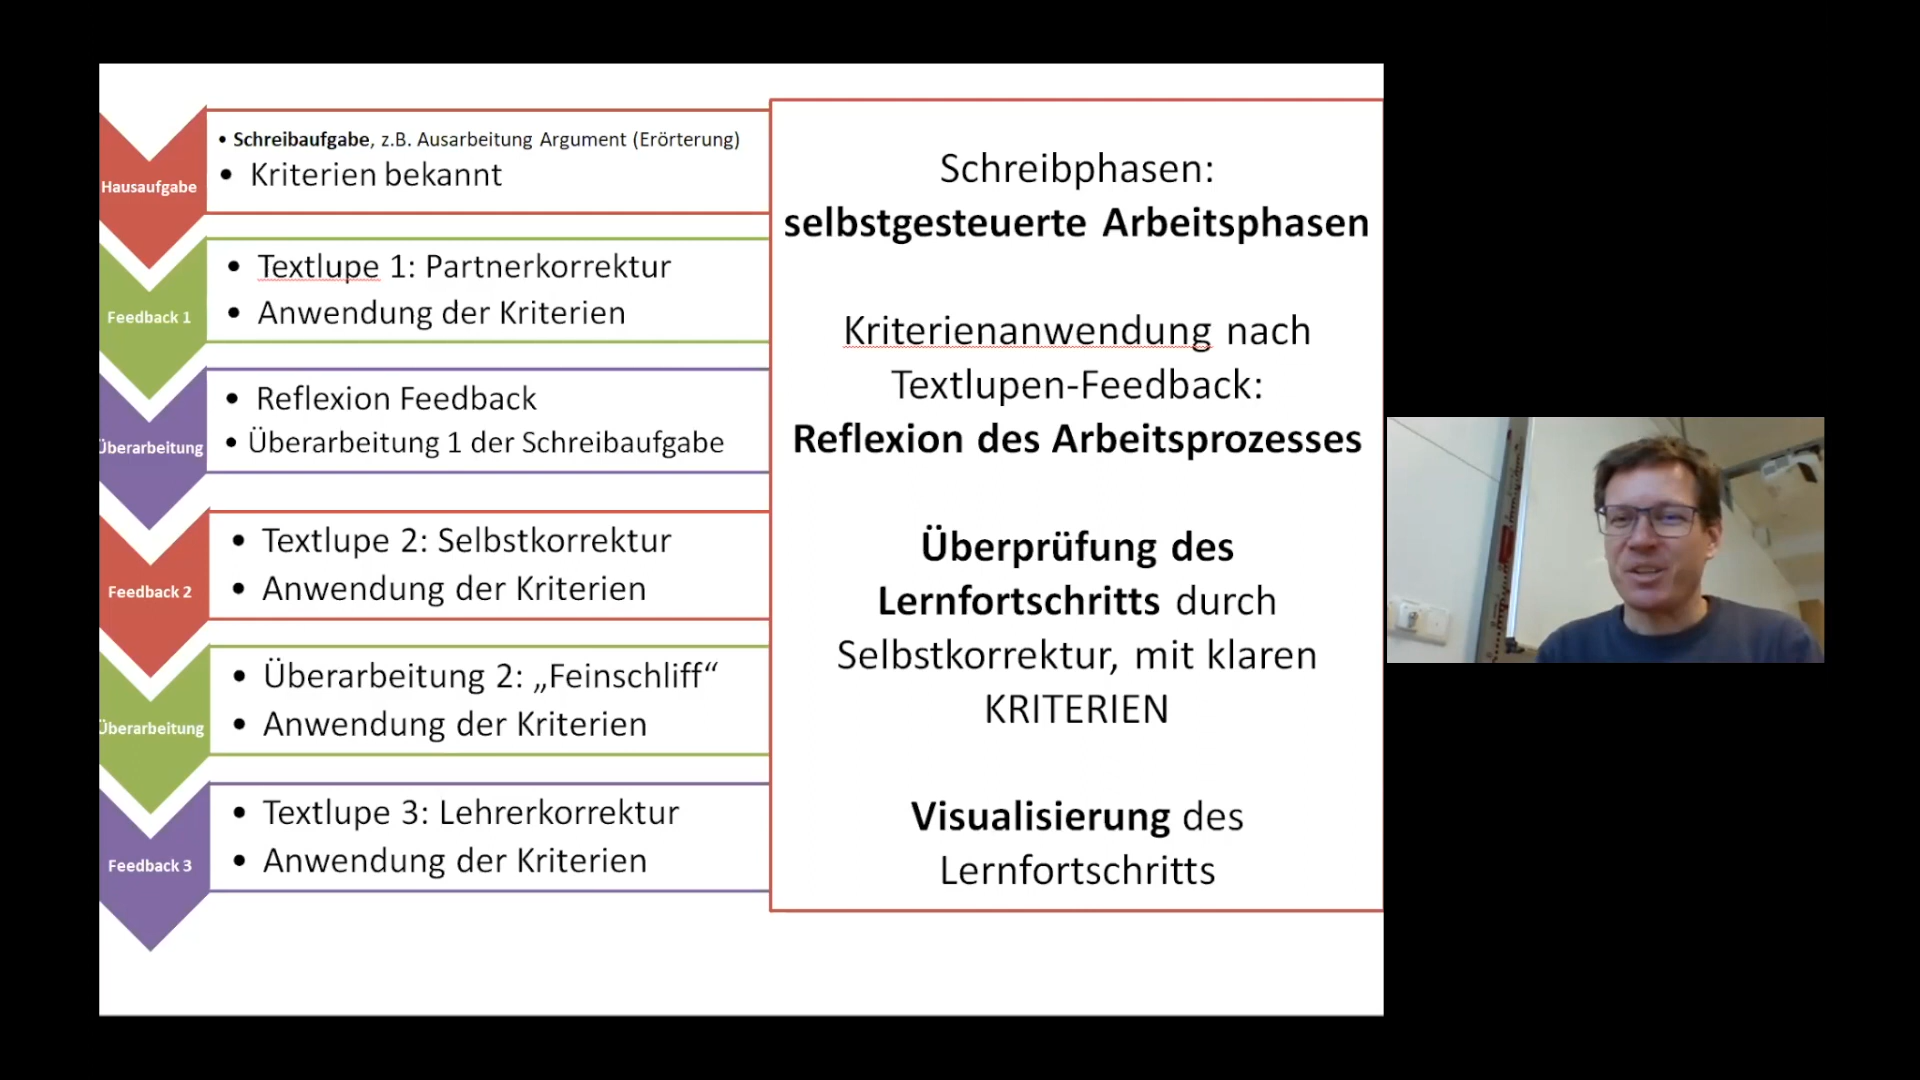 Hausaufgabe
• Schreibaufgabe, z.B. Ausarbeitung Argument (Erörterung)
• Kriterien bekannt
Feedback 1
• Textlupe 1: Partnerkorrektur
• Anwendung der Kriterien
Überarbeitung
• Reflexion Feedback
• Überarbeitung 1 der Schreibaufgabe
Feedback 2
• Textlupe 2: Selbstkorrektur
• Anwendung der Kriterien
Überarbeitung
• Überarbeitung 2: „Feinschliff“
• Anwendung der Kriterien
Feedback 3
• Textlupe 3: Lehrerkorrektur
• Anwendung der Kriterien
Schreibphasen:
selbstgesteuerte Arbeitsphasen
Kriterienanwendung nach
Textlupen-Feedback:
Reflexion des Arbeitsprozesses
Überprüfung des
Lernfortschritts durch
Selbstkorrektur, mit klaren
KRITERIEN
Visualisierung des
Lernfortschritts